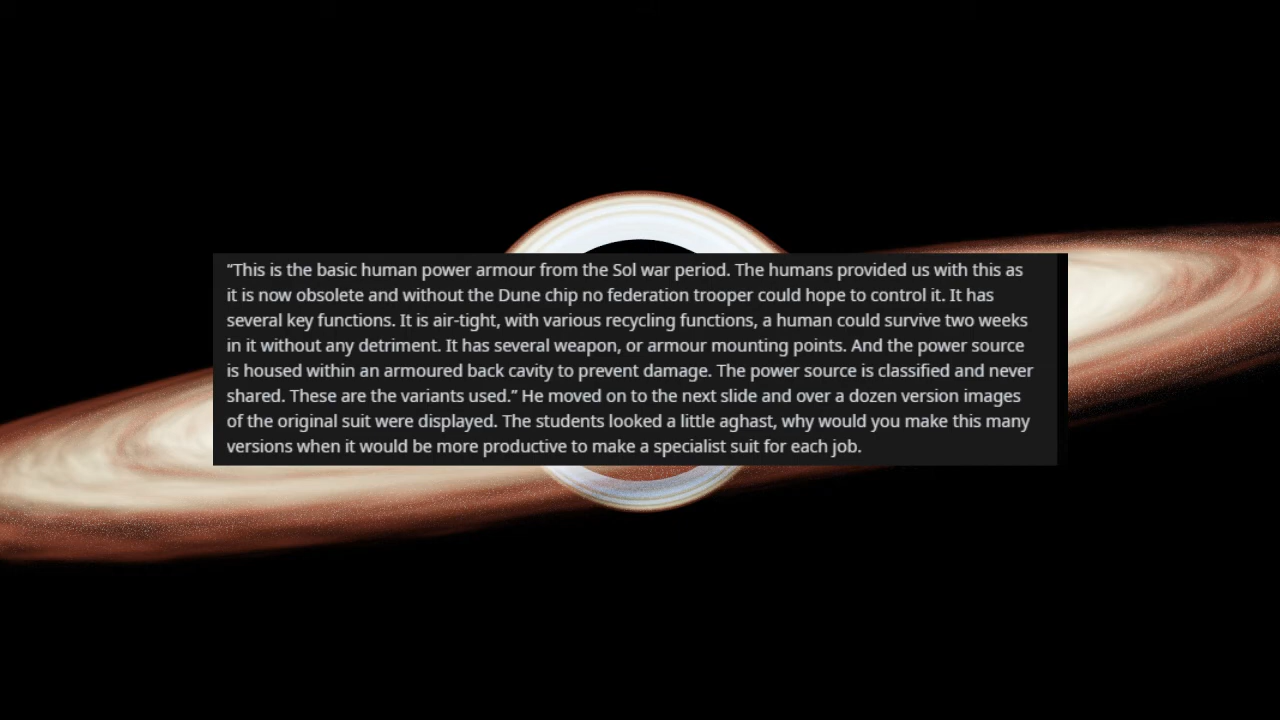 “This is the basic human power armour from the Sol war period. The humans provided us with this as
it is now obsolete and without the Dune chip no federation trooper could hope to control it. It has
several key functions. It is air-tight, with various recycling functions, a human could survive two weeks
in it without any detriment. It has several weapon, or armour mounting points. And the power source
is housed within an armoured back cavity to prevent damage. The power source is classified and never
shared. These are the variants used.” He moved on to the next slide and over a dozen version images
of the original suit were displayed. The students looked a little aghast, why would you make this many
versions when it would be more productive to make a specialist suit for each job.